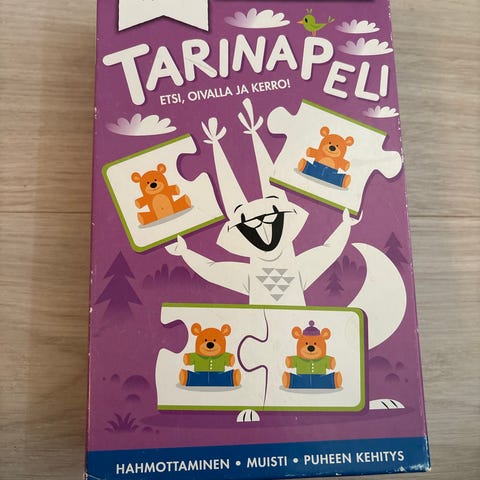 TARINAPELI
ETSI, OIVALLA JA KERRO!
HAHMOTTAMINEN • MUISTI • PUHEEN KEHITYS